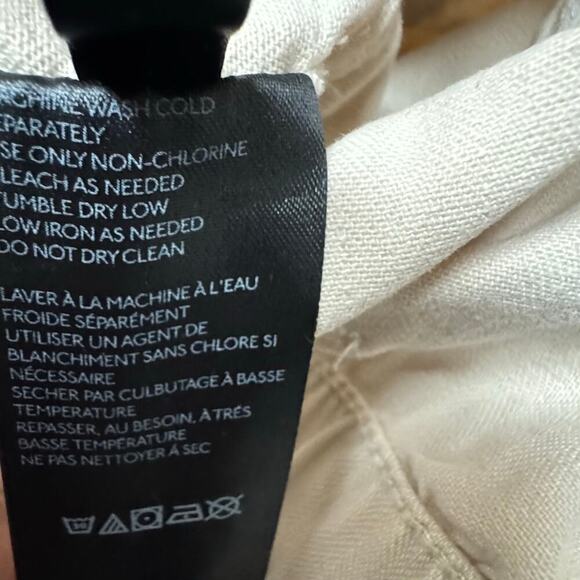 MACHINE WASH COLD
EPARATELY
SE ONLY NON-CHLORINE
LEACH AS NEEDED
TUMBLE DRY LOW
LOW IRON AS NEEDED
DO NOT DRY CLEAN
LAVER À LA MACHINE À L'EAU
FROIDE SÉPARÉMENT
UTILISER UN AGENT DE
BLANCHIMENT SANS CHLORE SI
NÉCESSAIRE
SECHER PAR CULBUTAGE À BASSE
TEMPERATURE
REPASSER, AU BESOIN, À TRÉS
BASSE TEMPÉRATURE
NE PAS NETTOYER À SEC